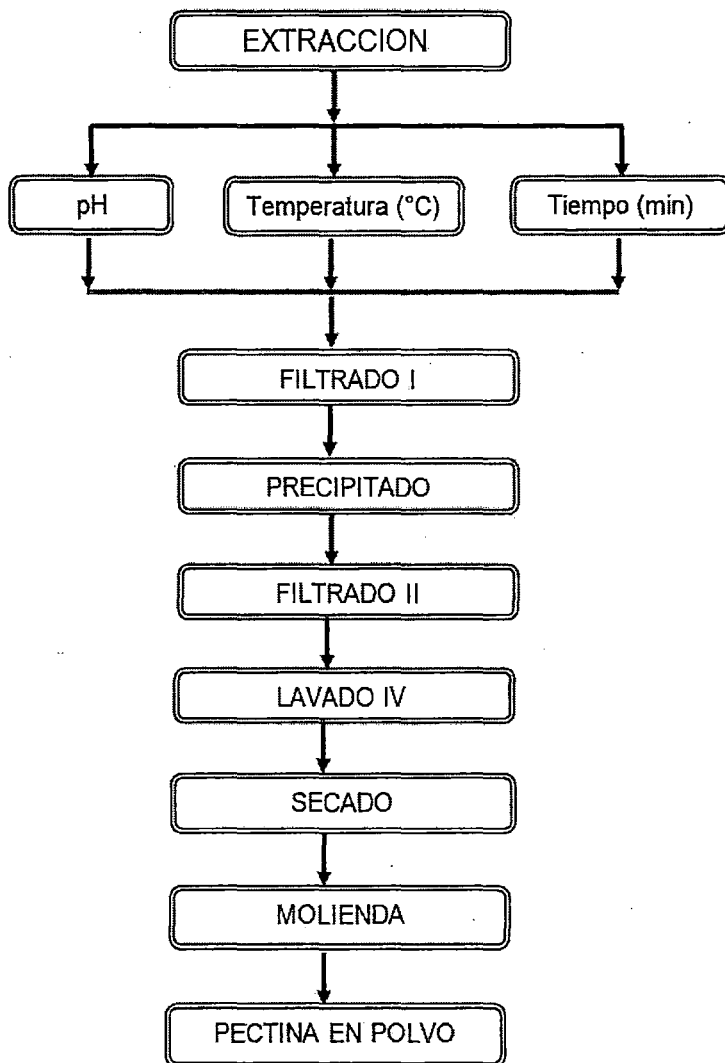 EXTRACCION
pH
Temperatura (°C)
Tiempo (min)
FILTRADO I
PRECIPITADO
FILTRADO II
LAVADO IV
SECADO
MOLIENDA
PECTINA EN POLVO